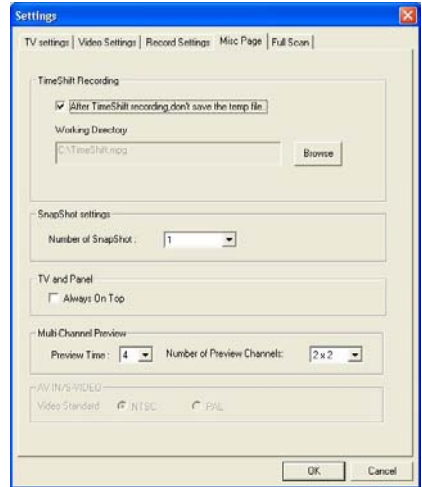 Settings
TV settings Video Settings Record Settings Misc Page Full Scan
TimeShift Recording
After TimeShift recording,don't save the temp file.
Working Directory
C:\TimeShift.mpg
Browse
SnapShot settings
Number of SnapShot : 1
TV and Panel
Always On Top
Multi Channel Preview
Preview Time : 4 Number of Preview Channels: 2 x 2
AV IN/S-VIDEO
Video Standard NTSC PAL
OK Cancel